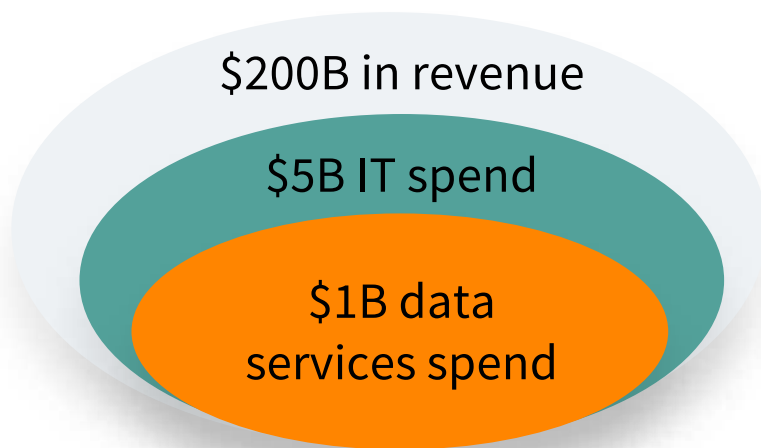 $200B in revenue
$5B IT spend
$1B data
services spend